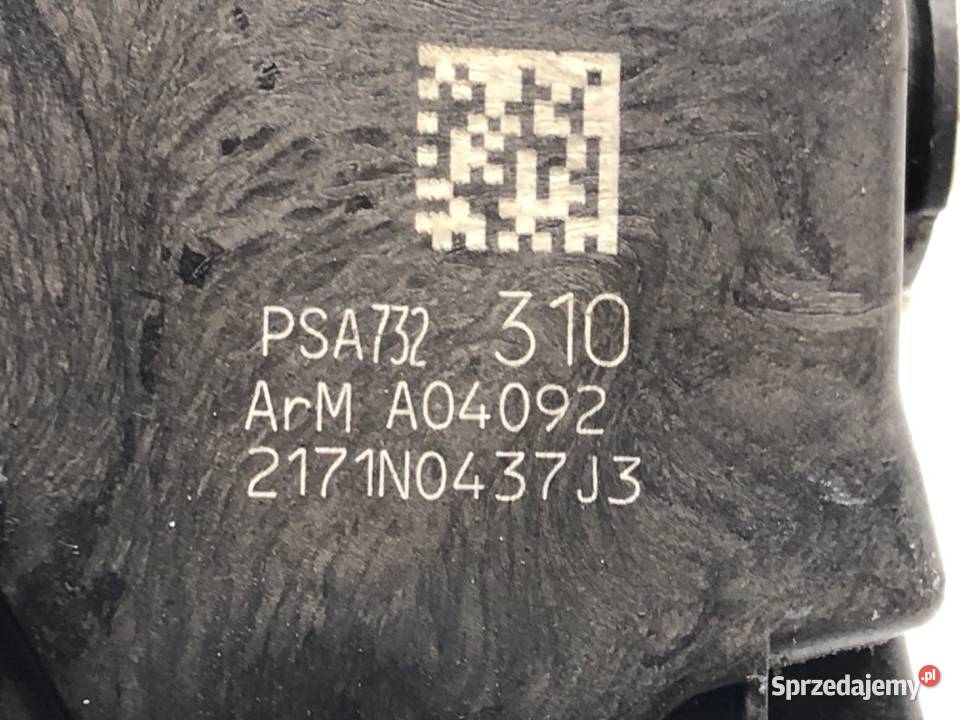 PSA732 310
ArM A04092
2171N0437J3
Sprzedajemy.pl